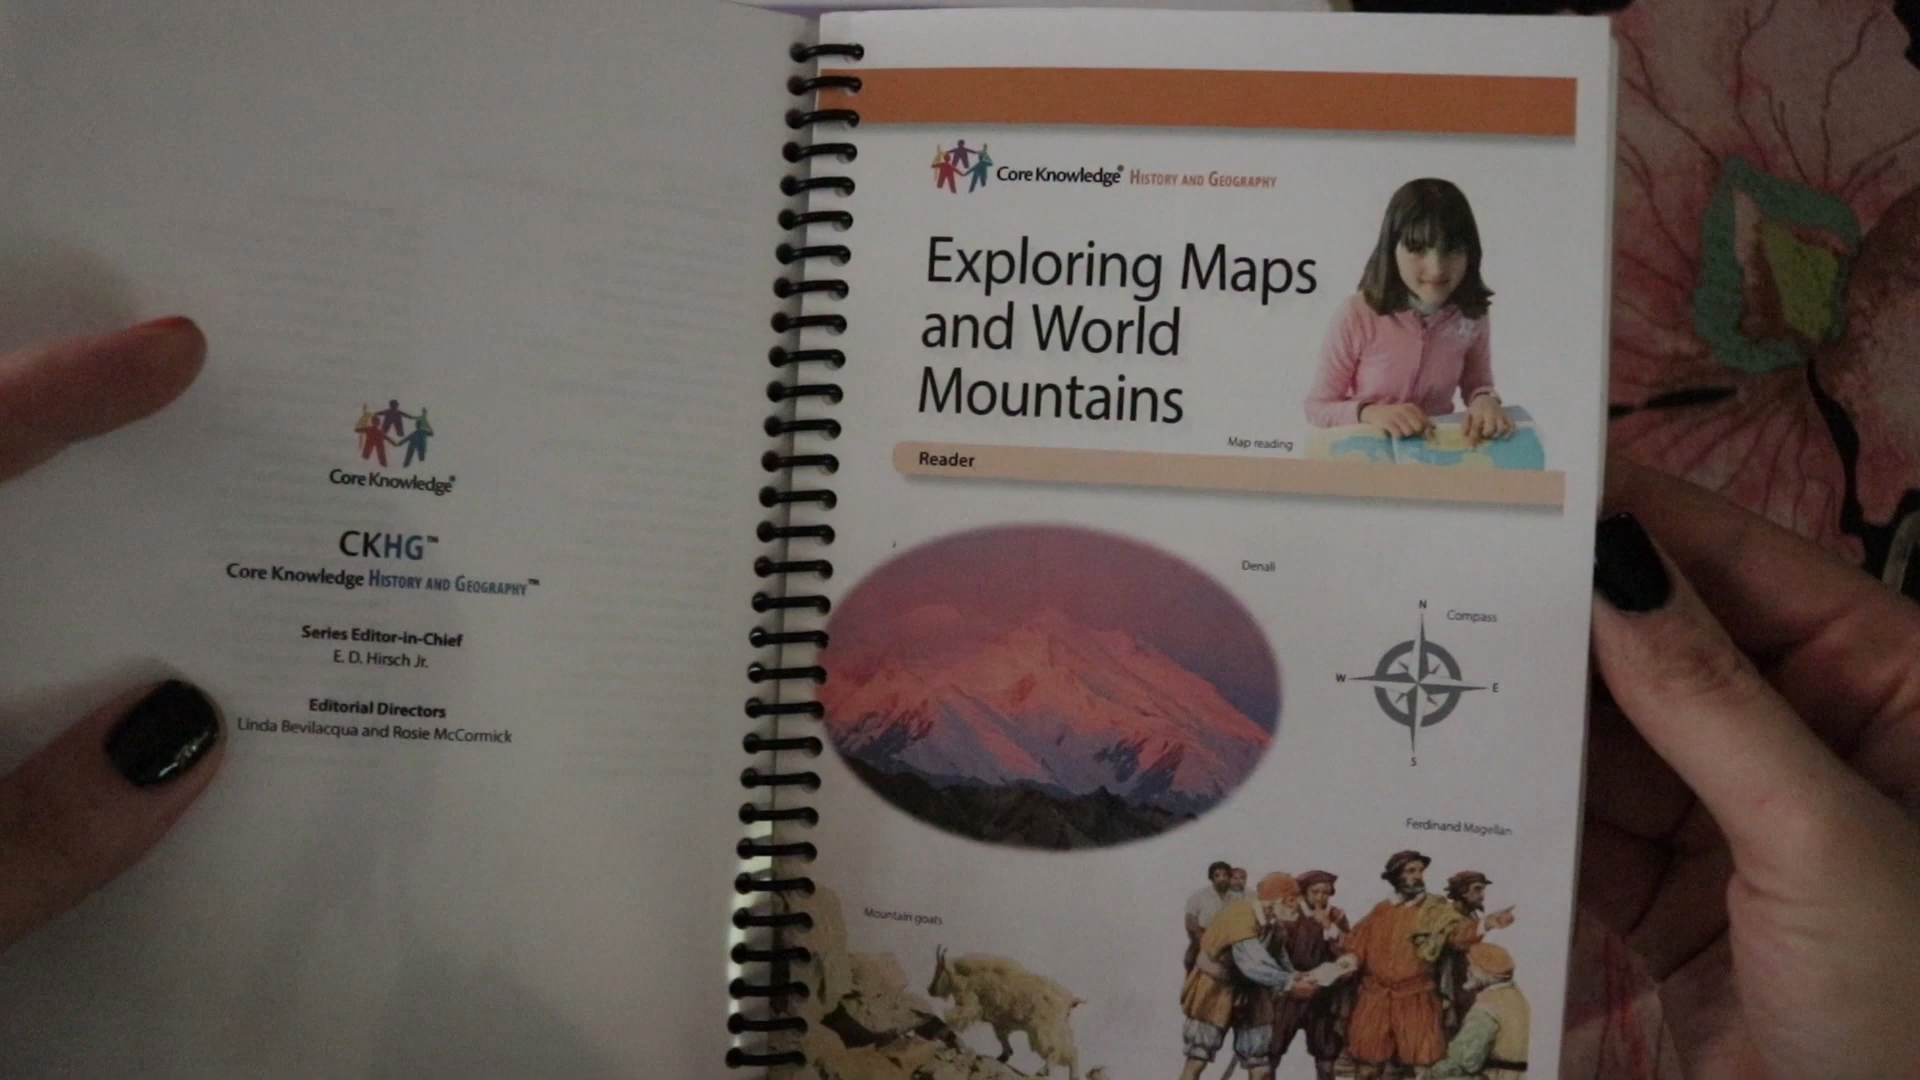 Core Knowledge®
CKHG™
Core Knowledge HISTORY AND GEOGRAPHY™
Series Editor-in-Chief
E. D. Hirsch Jr.
Editorial Directors
Linda Bevilacqua and Rosie McCormick
Core Knowledge® HISTORY AND GEOGRAPHY
Exploring Maps
and World
Mountains
Map reading
Reader
Denali
N
Compass
W
E
S
Ferdinand Magellan
Mountain goats